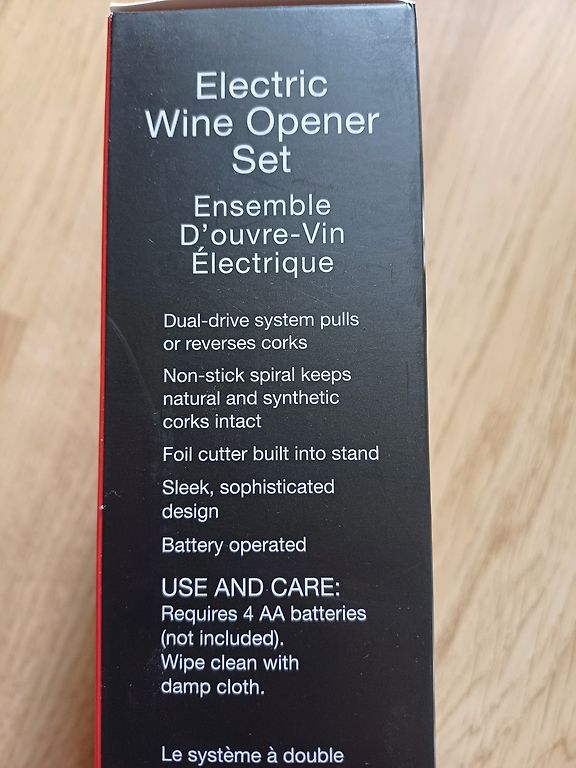 Electric
Wine Opener
Set
Ensemble
D'ouvre-Vin
Électrique
Dual-drive system pulls
or reverses corks
Non-stick spiral keeps
natural and synthetic
corks intact
Foil cutter built into stand
Sleek, sophisticated
design
Battery operated
USE AND CARE:
Requires 4 AA batteries
(not included).
Wipe clean with
damp cloth.
Le système à double